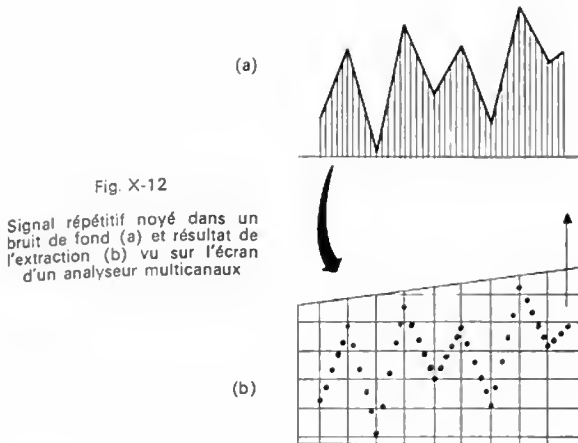 (a)
Fig. X-12
Signal répétitif noyé dans un
bruit de fond (a) et résultat de
l'extraction (b) vu sur l'écran
d'un analyseur multicanaux
(b)